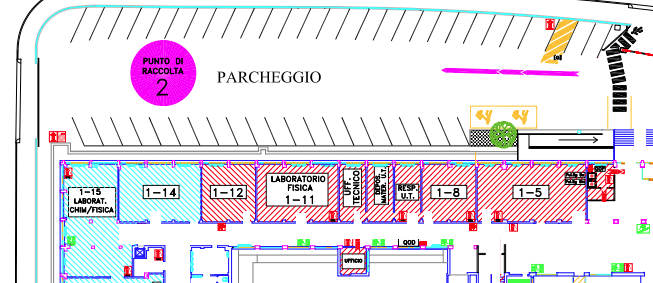 PUNTO DI
RACCOLTA
2
PARCHEGGIO
1-15
LABORAT.
CHIM/FISICA
1-14
1-12
LABORATORIO
FISICA
1-11
UFF.
TECNICO
DEPOS.
MATER. U.T.
RESP.
U.T.
1-8
1-5
UFFICIO
QGD